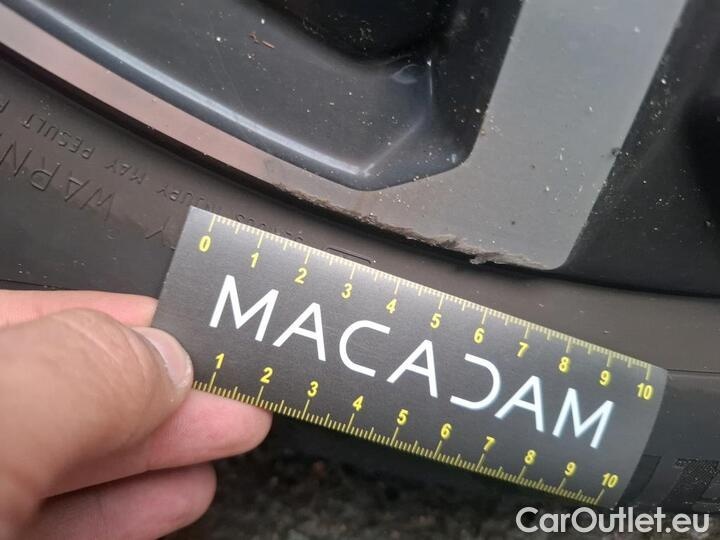 WARN
INJURY MAY RESULT
0 1 2 3 4 5 6 7 8 9 10
MACADAM
1 2 3 4 5 6 7 8 9 10
CarOutlet.eu